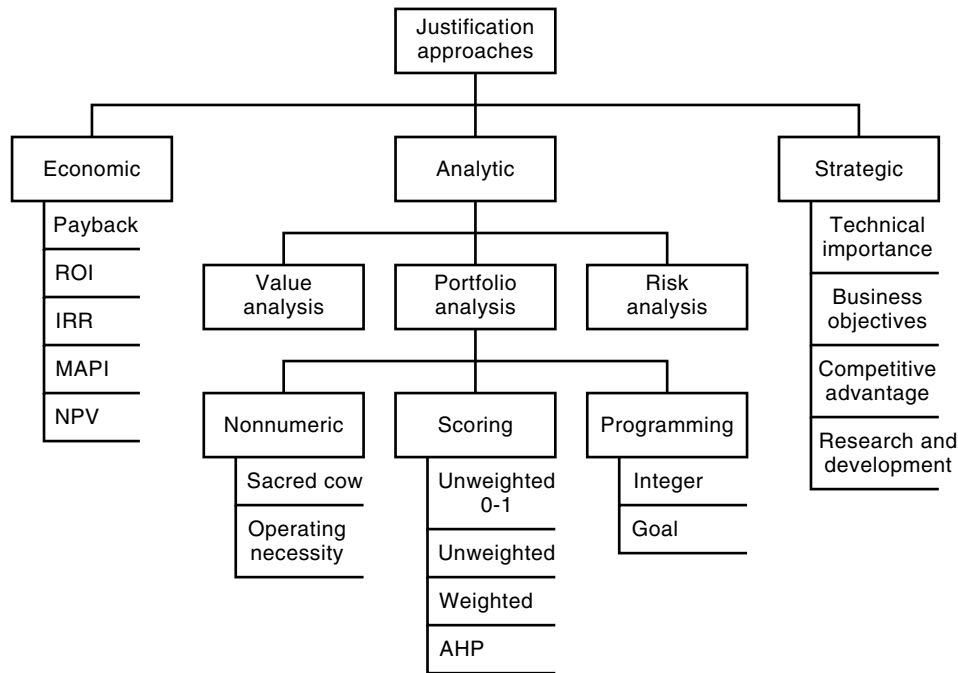 Justification
approaches
Economic
Analytic
Strategic
Payback
ROI
IRR
MAPI
NPV
Value
analysis
Portfolio
analysis
Risk
analysis
Nonnumeric
Scoring
Programming
Sacred cow
Operating
necessity
Unweighted
0-1
Unweighted
Weighted
AHP
Integer
Goal
Technical
importance
Business
objectives
Competitive
advantage
Research and
development